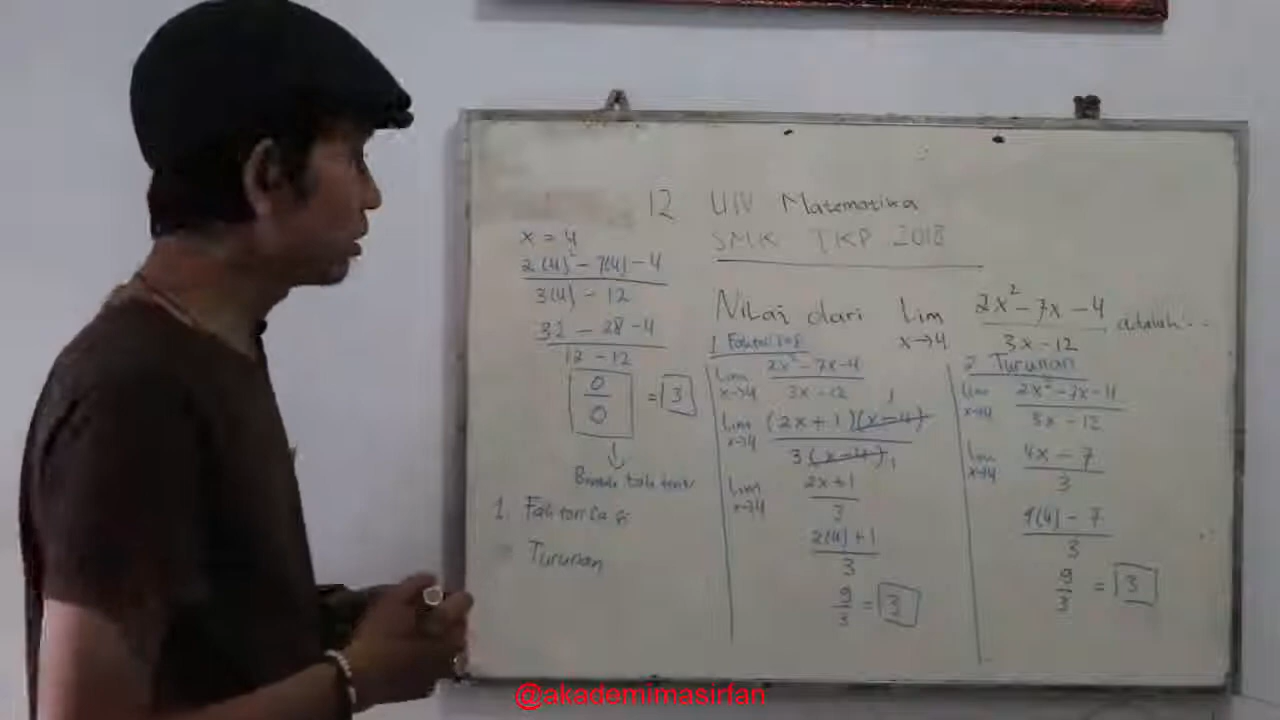 12 UN Matematika
SMK TKP 2018
Nilai dari Lim x→4 (2x² - 7x - 4)/(3x - 12) adalah...
x = 4
(2(4)² - 7(4) - 4)/(3(4) - 12)
(32 - 28 - 4)/(12 - 12)
0/0 = 3
↓
Bentuk tak tentu
1. Faktorisasi
Turunan
1 Faktorisasi
Lim x→4 (2x² - 7x - 4)/(3x - 12)
Lim x→4 (2x + 1)(x - 4)/3(x - 4)
Lim x→4 (2x + 1)/3
(2(4) + 1)/3
9/3 = 3
2 Turunan
Lim x→4 (2x² - 7x - 4)/(3x - 12)
Lim x→4 (4x - 7)/3
(4(4) - 7)/3
9/3 = 3
@akademimasirfan